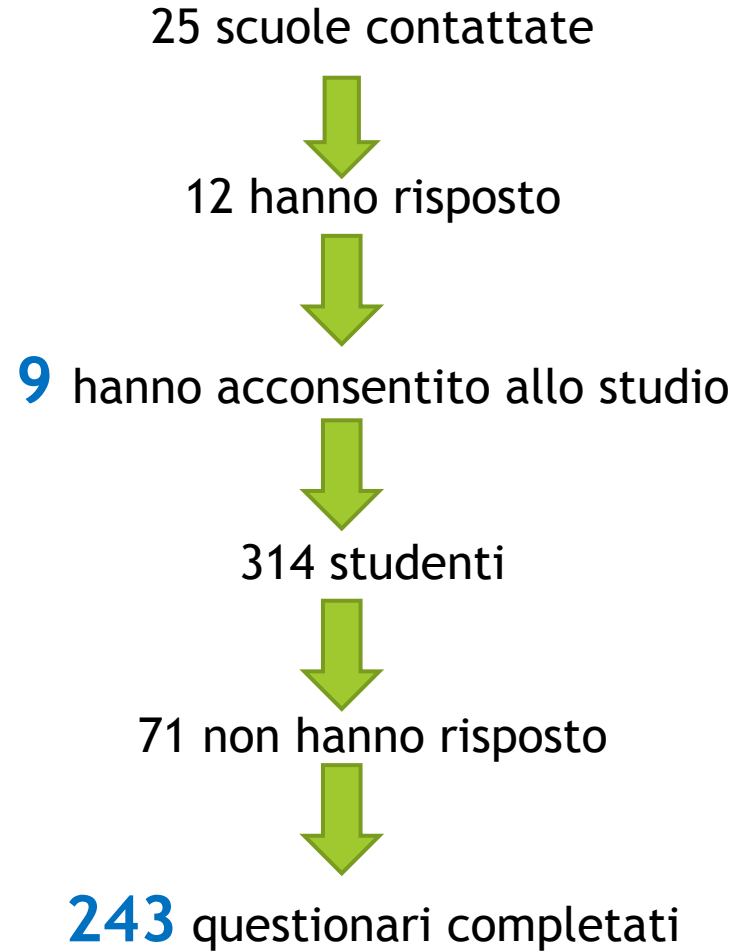 25 scuole contattate
12 hanno risposto
9 hanno acconsentito allo studio
314 studenti
71 non hanno risposto
243 questionari completati